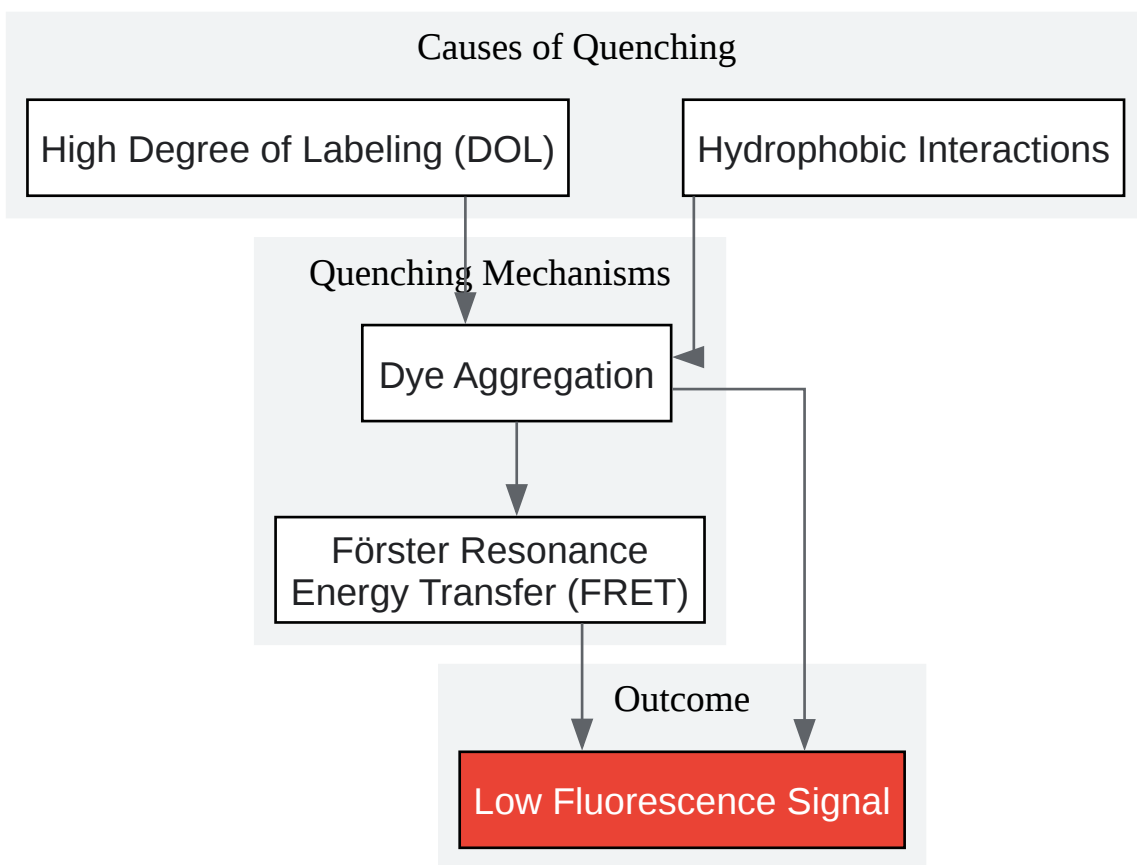 Causes of Quenching
High Degree of Labeling (DOL)
Hydrophobic Interactions
Quenching Mechanisms
Dye Aggregation
Förster Resonance
Energy Transfer (FRET)
Outcome
Low Fluorescence Signal